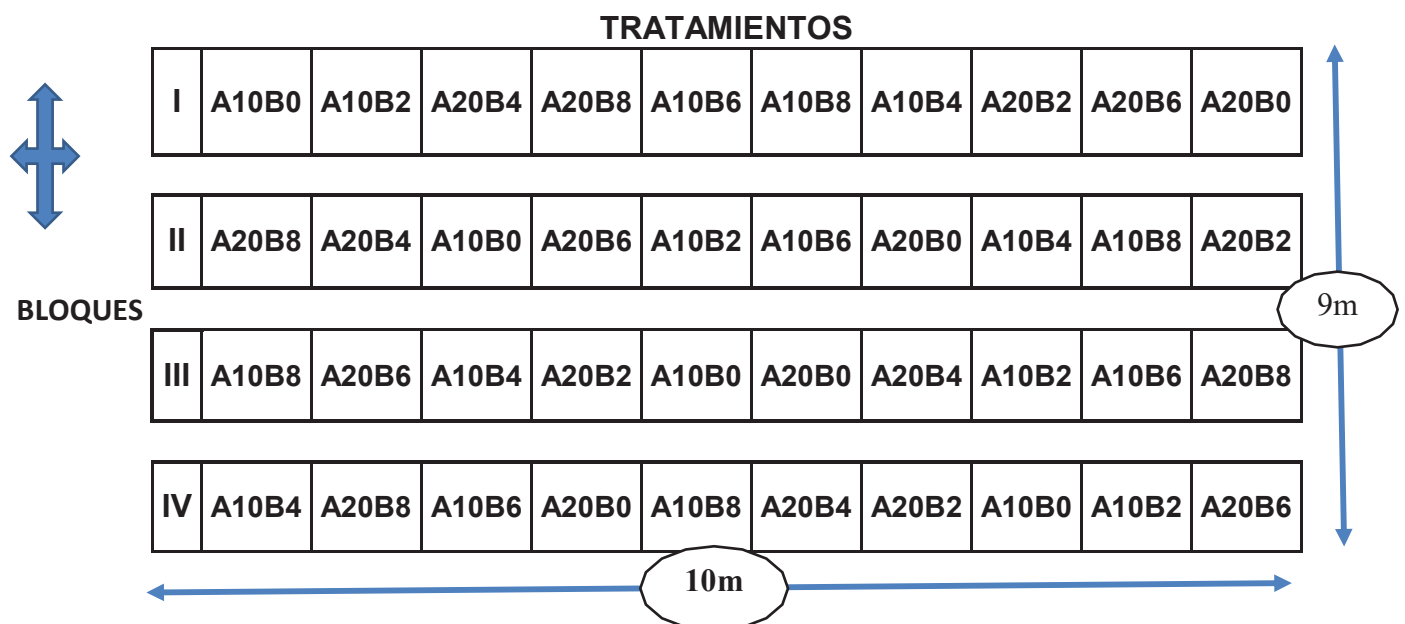 TRATAMIENTOS
I A10B0 A10B2 A20B4 A20B8 A10B6 A10B8 A10B4 A20B2 A20B6 A20B0
II A20B8 A20B4 A10B0 A20B6 A10B2 A10B6 A20B0 A10B4 A10B8 A20B2
BLOQUES
9m
III A10B8 A20B6 A10B4 A20B2 A10B0 A20B0 A20B4 A10B2 A10B6 A20B8
IV A10B4 A20B8 A10B6 A20B0 A10B8 A20B4 A20B2 A10B0 A10B2 A20B6
10m